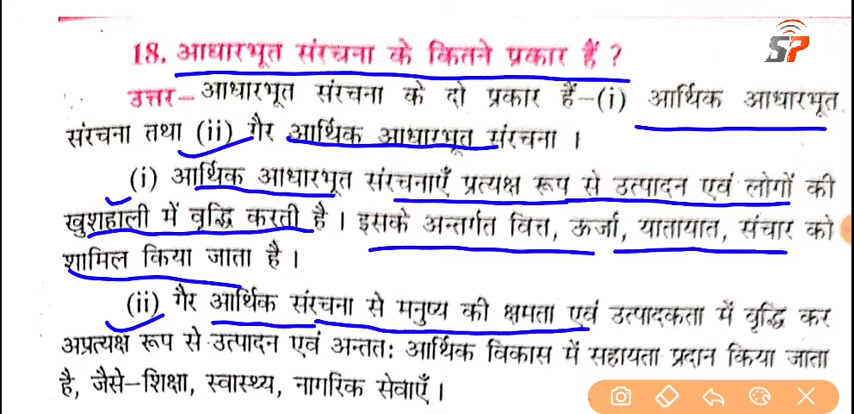 SP
18. आधारभूत संरचना के कितने प्रकार हैं ?
उत्तर– आधारभूत संरचना के दो प्रकार हैं–(i) आर्थिक आधारभूत
संरचना तथा (ii) गैर आर्थिक आधारभूत संरचना ।
(i) आर्थिक आधारभूत संरचनाएँ प्रत्यक्ष रूप से उत्पादन एवं लोगों की
खुशहाली में वृद्धि करती है । इसके अन्तर्गत वित्त, ऊर्जा, यातायात, संचार को
शामिल किया जाता है ।
(ii) गैर आर्थिक संरचना से मनुष्य की क्षमता एवं उत्पादकता में वृद्धि कर
अप्रत्यक्ष रूप से उत्पादन एवं अन्ततः आर्थिक विकास में सहायता प्रदान किया जाता
है, जैसे–शिक्षा, स्वास्थ्य, नागरिक सेवाएँ ।